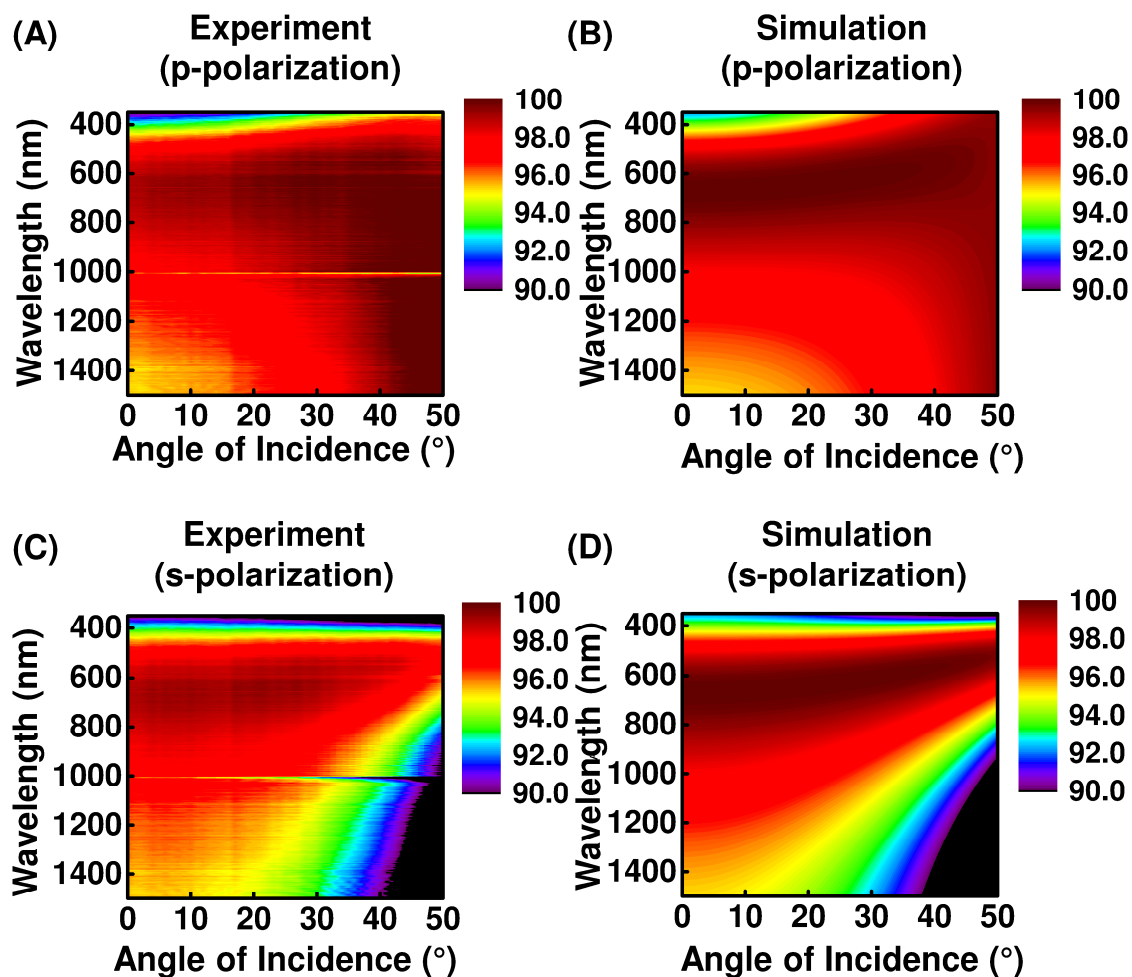 (A)
Experiment
(p-polarization)
Wavelength (nm)
400
600
800
1000
1200
1400
0 10 20 30 40 50
Angle of Incidence (°)
100
98.0
96.0
94.0
92.0
90.0
(B)
Simulation
(p-polarization)
Wavelength (nm)
400
600
800
1000
1200
1400
0 10 20 30 40 50
Angle of Incidence (°)
100
98.0
96.0
94.0
92.0
90.0
(C)
Experiment
(s-polarization)
Wavelength (nm)
400
600
800
1000
1200
1400
0 10 20 30 40 50
Angle of Incidence (°)
100
98.0
96.0
94.0
92.0
90.0
(D)
Simulation
(s-polarization)
Wavelength (nm)
400
600
800
1000
1200
1400
0 10 20 30 40 50
Angle of Incidence (°)
100
98.0
96.0
94.0
92.0
90.0